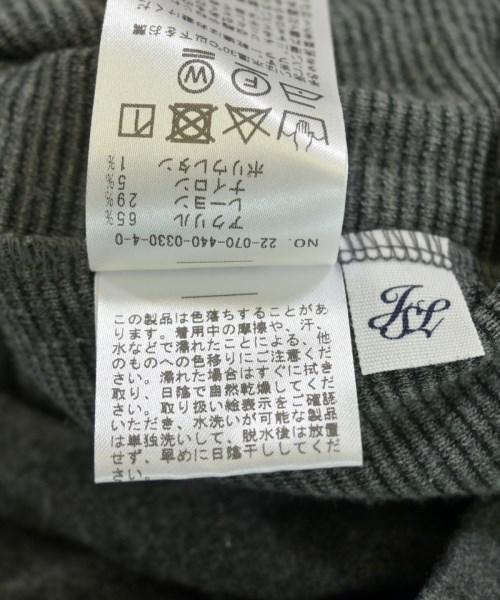 NO. 22-070-440-0330-4-0
アクリル 65%
レーヨン 29%
ナイロン 5%
ポリウレタン 1%
W
F
この製品は色落ちすることがあ
ります。着用中の摩擦や、汗、
水などで濡れたことによる、他
のものへの色移りにご注意くだ
さい。濡れた場合はすぐに拭き
取り、日陰で自然乾燥してくだ
さい。取り扱い絵表示をご確認
いただき、水洗いが可能な製品
は単独洗いして、脱水後は放置
せず、早めに日陰干ししてくだ
さい。